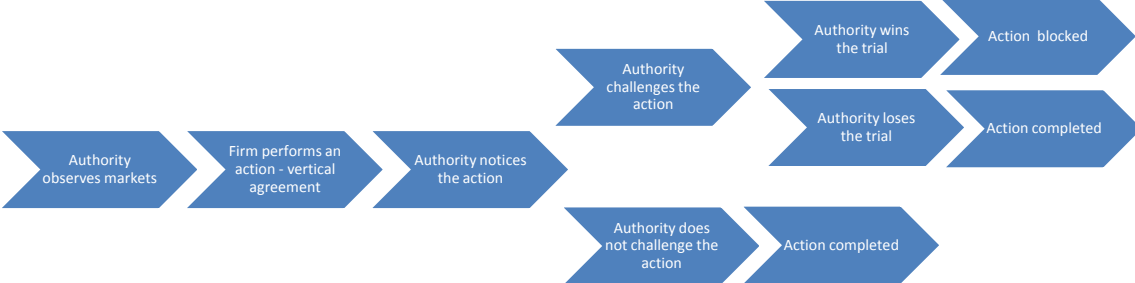 Authority
observes markets
Firm performs an
action - vertical
agreement
Authority notices
the action
Authority
challenges the
action
Authority wins
the trial
Action  blocked
Authority loses
the trial
Action completed
Authority does
not challenge the
action
Action completed